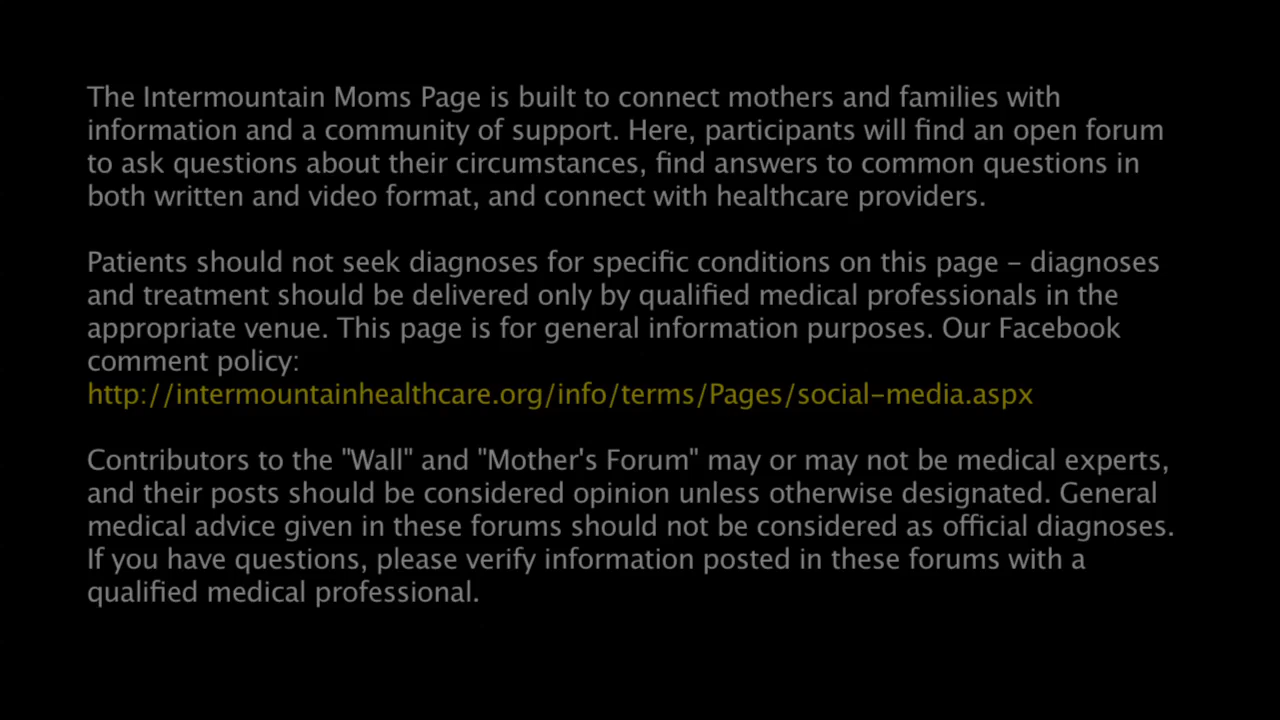 The Intermountain Moms Page is built to connect mothers and families with
information and a community of support. Here, participants will find an open forum
to ask questions about their circumstances, find answers to common questions in
both written and video format, and connect with healthcare providers.
Patients should not seek diagnoses for specific conditions on this page – diagnoses
and treatment should be delivered only by qualified medical professionals in the
appropriate venue. This page is for general information purposes. Our Facebook
comment policy:
http://intermountainhealthcare.org/info/terms/Pages/social-media.aspx
Contributors to the "Wall" and "Mother's Forum" may or may not be medical experts,
and their posts should be considered opinion unless otherwise designated. General
medical advice given in these forums should not be considered as official diagnoses.
If you have questions, please verify information posted in these forums with a
qualified medical professional.